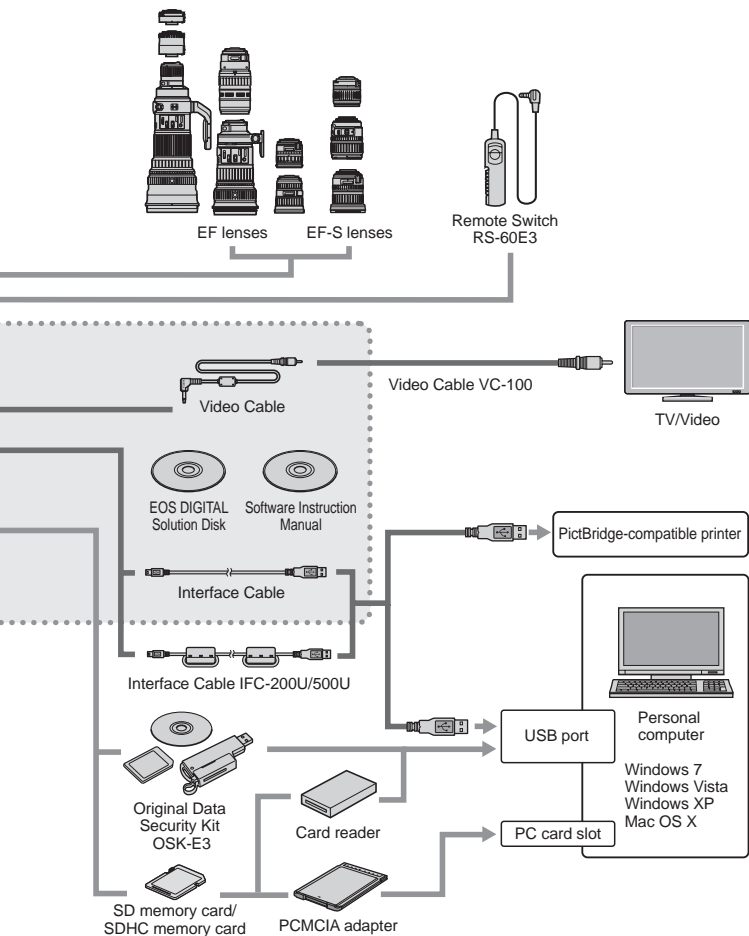 EF lenses
EF-S lenses
Remote Switch
RS-60E3
Video Cable
Video Cable VC-100
TV/Video
EOS DIGITAL
Solution Disk
Software Instruction
Manual
PictBridge-compatible printer
Interface Cable
Interface Cable IFC-200U/500U
USB port
Personal
computer
Windows 7
Windows Vista
Windows XP
Mac OS X
Original Data
Security Kit
OSK-E3
Card reader
PC card slot
SD memory card/
SDHC memory card
PCMCIA adapter